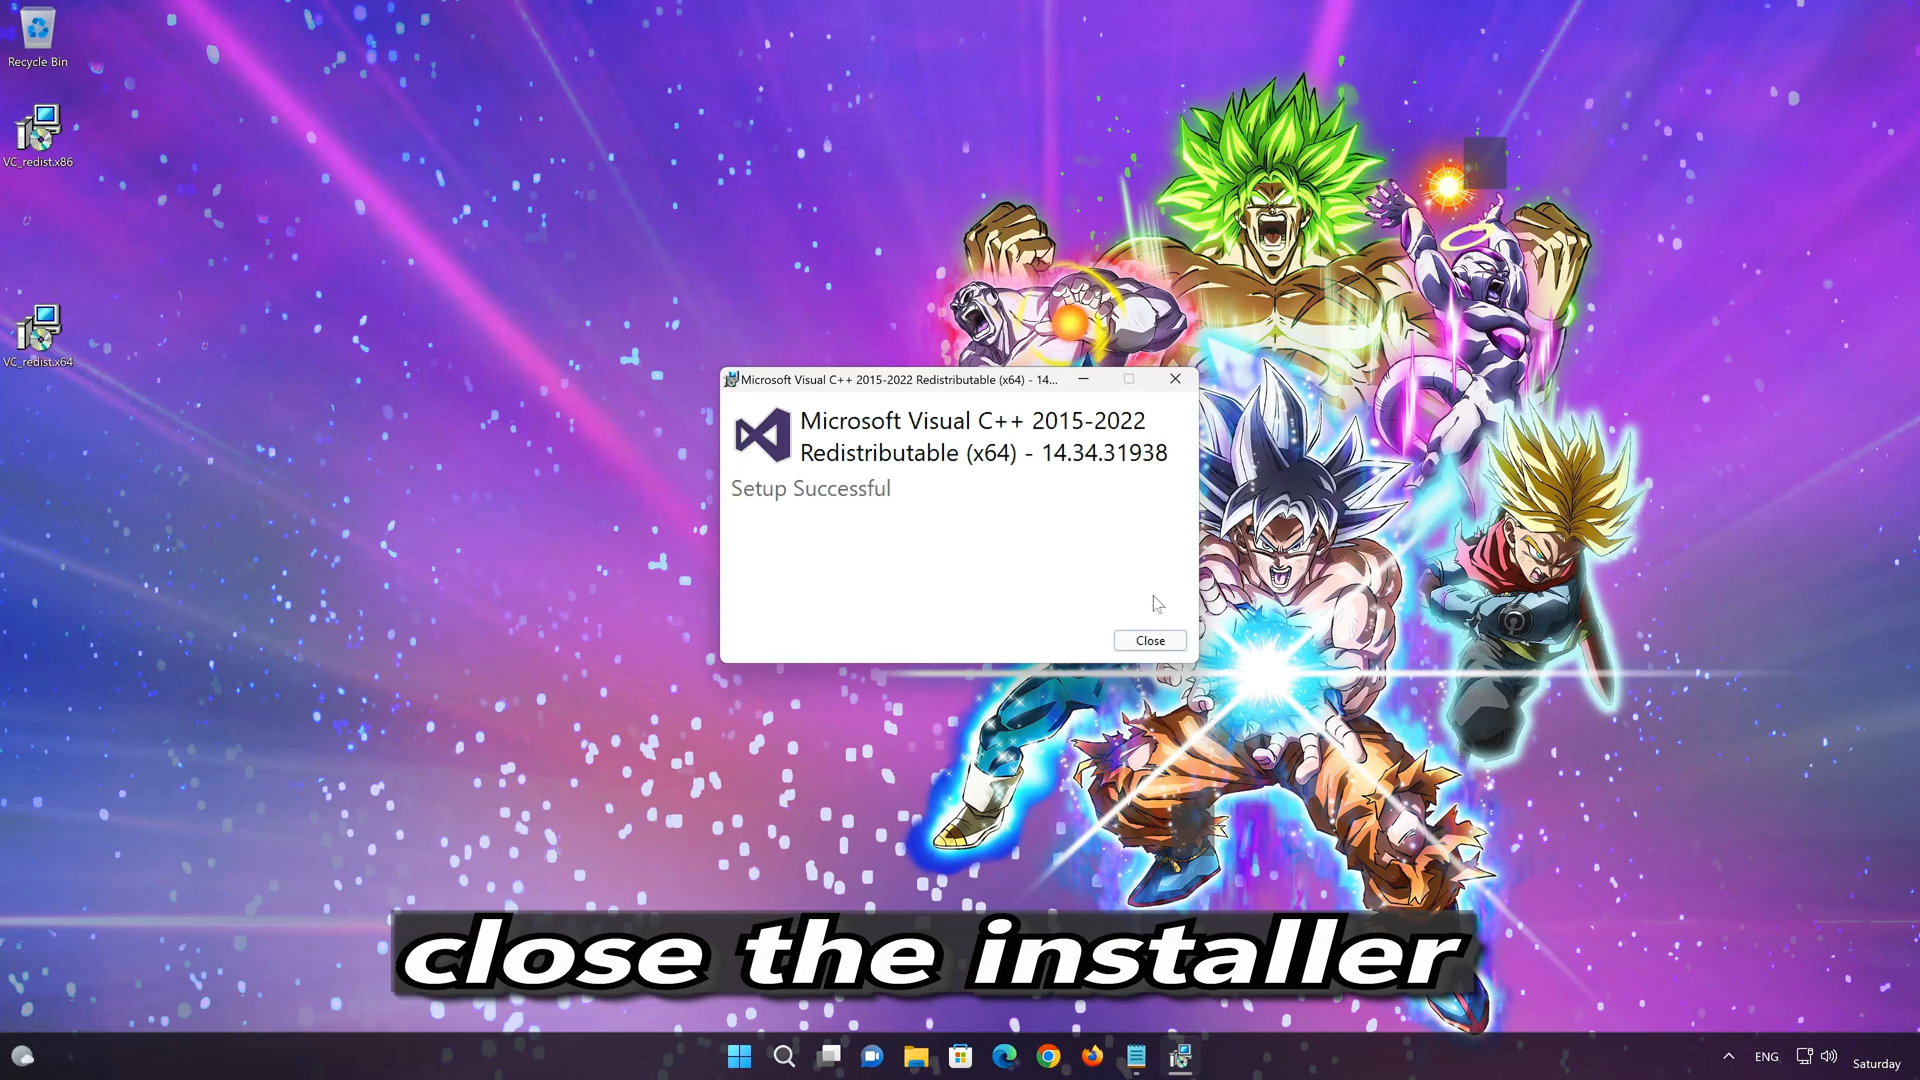 Recycle Bin
VC_redist.x86
VC_redist.x64
Microsoft Visual C++ 2015-2022 Redistributable (x64) - 14...
Microsoft Visual C++ 2015-2022
Redistributable (x64) - 14.34.31938
Setup Successful
Close
close the installer
ENG
Saturday